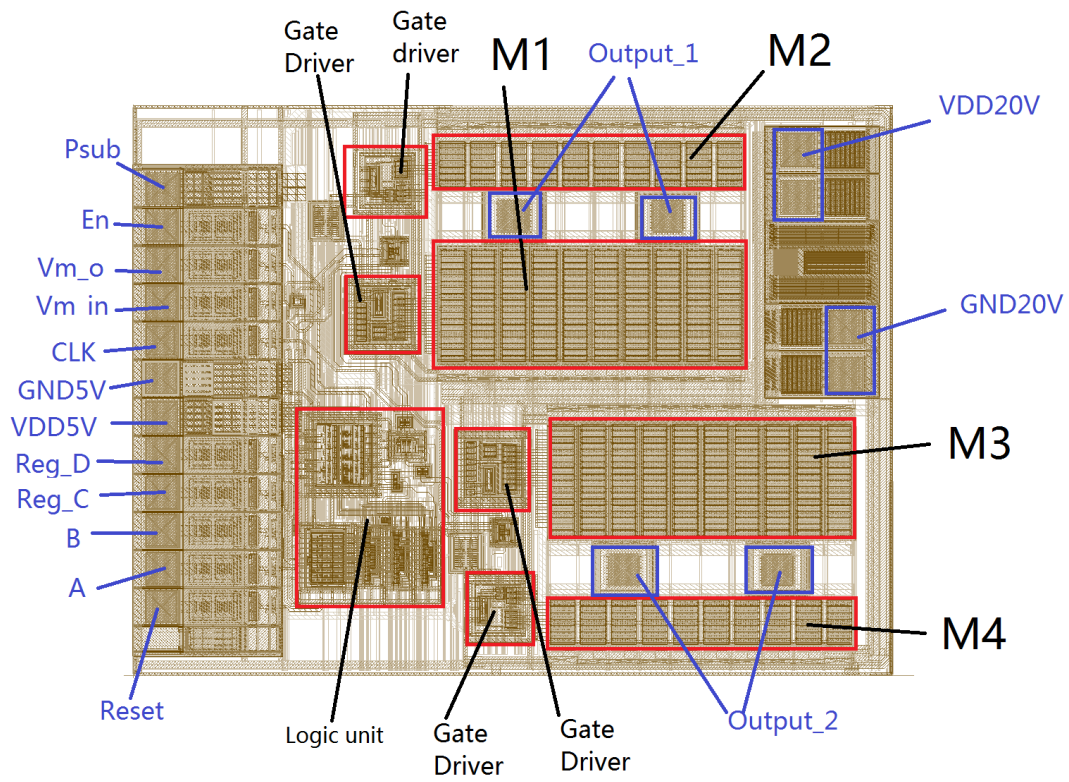 Gate
Driver
Gate
driver
M1
Output_1
M2
VDD20V
Psub
En
Vm_o
Vm_in
CLK
GND5V
VDD5V
Reg_D
Reg_C
B
A
Reset
GND20V
M3
M4
Logic unit
Gate
Driver
Gate
Driver
Output_2